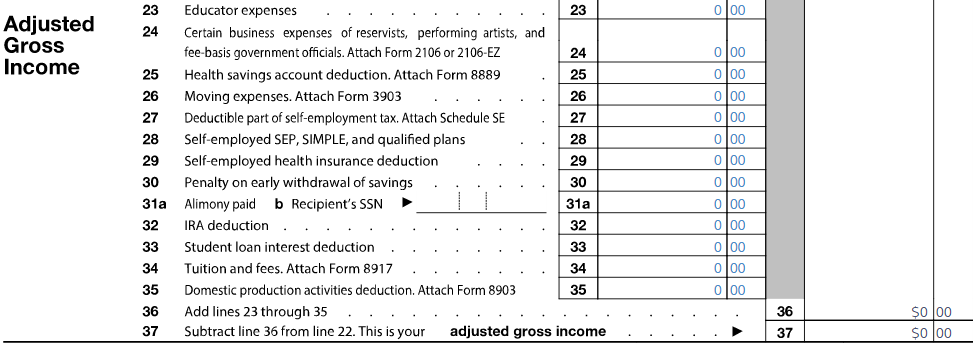 Adjusted
Gross
Income
23 Educator expenses . . . . . . . . . . 23 0 00
24 Certain business expenses of reservists, performing artists, and
fee-basis government officials. Attach Form 2106 or 2106-EZ 24 0 00
25 Health savings account deduction. Attach Form 8889 . 25 0 00
26 Moving expenses. Attach Form 3903 . . . . . . 26 0 00
27 Deductible part of self-employment tax. Attach Schedule SE . 27 0 00
28 Self-employed SEP, SIMPLE, and qualified plans . . 28 0 00
29 Self-employed health insurance deduction . . . . 29 0 00
30 Penalty on early withdrawal of savings . . . . . . 30 0 00
31a Alimony paid b Recipient's SSN ▶ 31a 0 00
32 IRA deduction . . . . . . . . . . . . . 32 0 00
33 Student loan interest deduction . . . . . . . . 33 0 00
34 Tuition and fees. Attach Form 8917 . . . . . . . 34 0 00
35 Domestic production activities deduction. Attach Form 8903 35 0 00
36 Add lines 23 through 35 . . . . . . . . . . . . . . . . . . . 36 $0 00
37 Subtract line 36 from line 22. This is your adjusted gross income . . . . . ▶ 37 $0 00